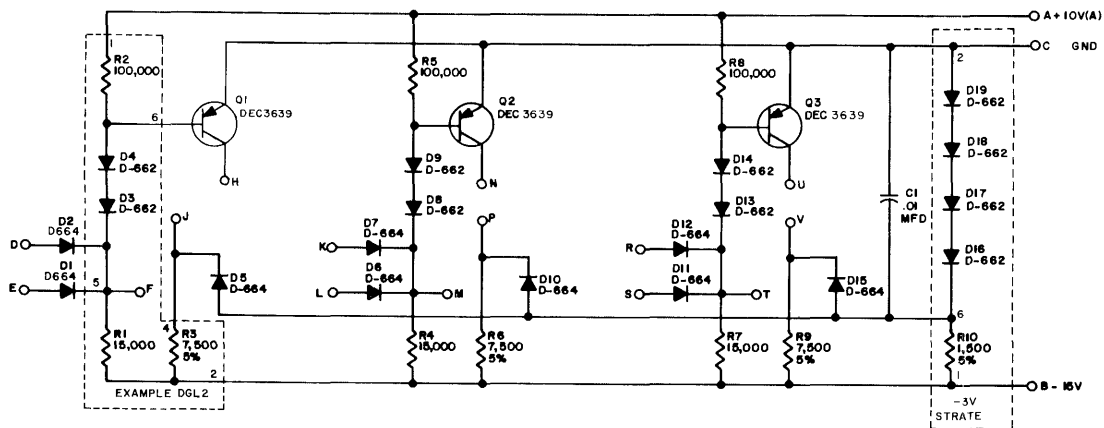 A+10V(A)
C GND
1
R2
100,000
R5
100,000
R8
100,000
2
Q1
DEC3639
Q2
DEC 3639
Q3
DEC 3639
D19
D-662
6
D4
D-662
D9
D-662
D14
D-662
D18
D-662
H
N
U
D3
D-662
D8
D-662
D13
D-662
C1
.01
MFD
D17
D-662
J
P
V
D2
D664
D
D7
D-664
K
D12
D-664
R
D16
D-662
D1
D664
E
5
F
D5
D-664
D6
D-664
L
M
D10
D-664
D11
D-664
S
T
D15
D-664
6
R1
15,000
4
R3
7,500
5%
R4
15,000
R6
7,500
5%
R7
15,000
R9
7,500
5%
R10
1,500
5%
2
1
B-15V
EXAMPLE DGL2
-3V
STRATE